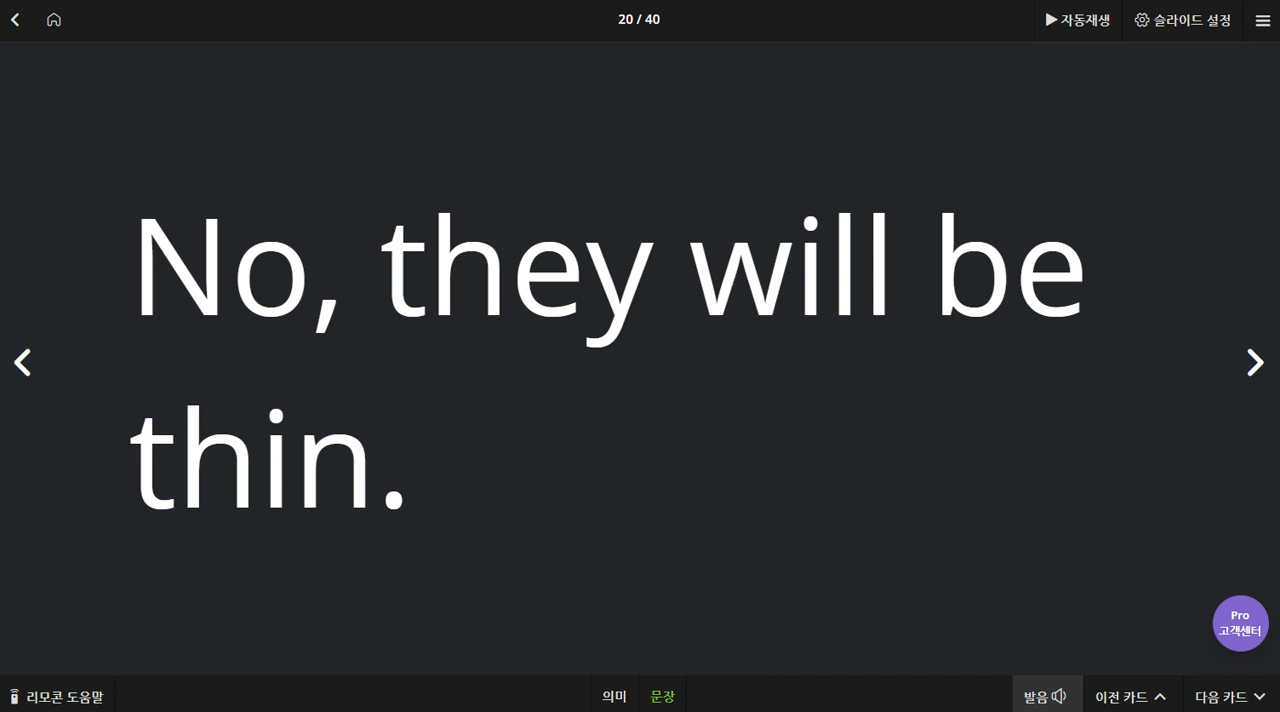 20 / 40
자동재생
슬라이드 설정
No, they will be
thin.
Pro
고객센터
리모콘 도움말
의미
문장
발음
이전 카드
다음 카드